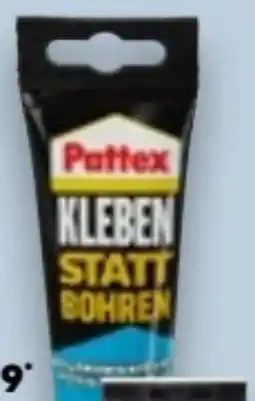 Pattex
KLEBEN
STATT
BOHREN
9*